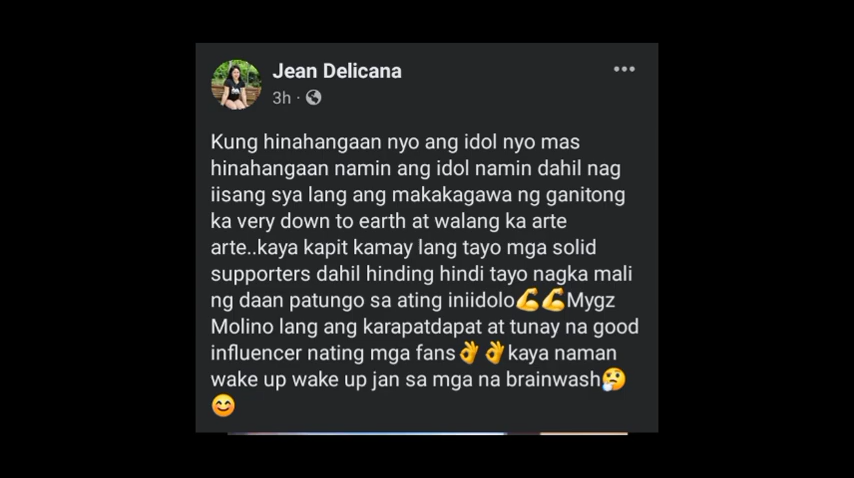 Jean Delicana
3h ·
Kung hinahangaan nyo ang idol nyo mas
hinahangaan namin ang idol namin dahil nag
iisang sya lang ang makakagawa ng ganitong
ka very down to earth at walang ka arte
arte..kaya kapit kamay lang tayo mga solid
supporters dahil hinding hindi tayo nagka mali
ng daan patungo sa ating iniidolo💪💪Mygz
Molino lang ang karapatdapat at tunay na good
influencer nating mga fans👌👌kaya naman
wake up wake up jan sa mga na brainwash🤔
😊